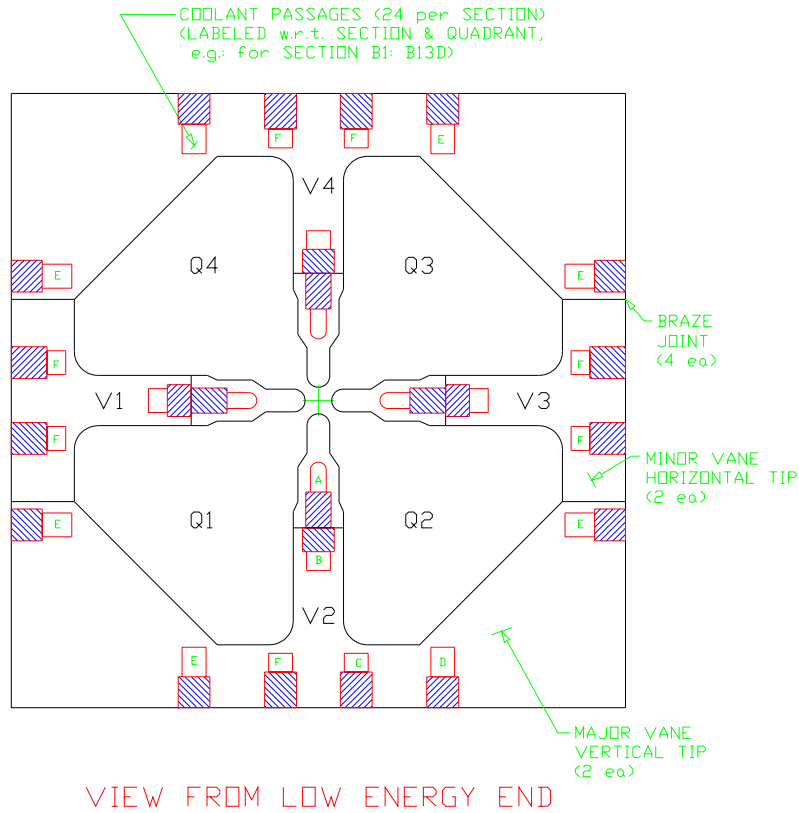 COOLANT PASSAGES (24 per SECTION)
(LABELED w.r.t. SECTION & QUADRANT,
e.g.: for SECTION B1: B13D)
F F E
V4
E Q4 Q3 E
BRAZE
JOINT
(4 ea)
F F
V1 V3
F F
MINOR VANE
HORIZONTAL TIP
(2 ea)
A
E Q1 Q2 E
B
V2
E F C D
MAJOR VANE
VERTICAL TIP
(2 ea)
VIEW FROM LOW ENERGY END